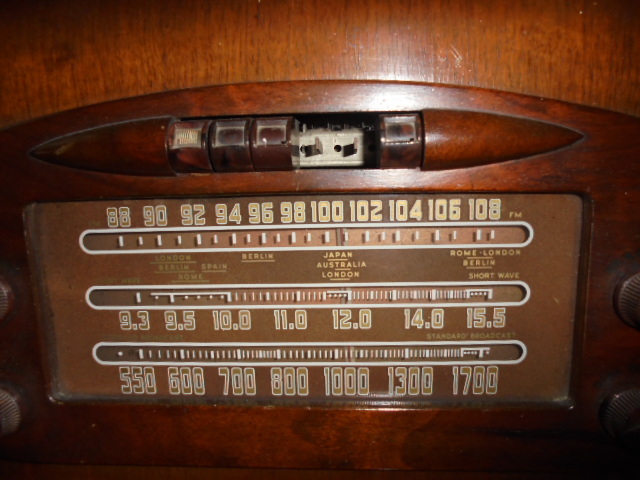 88 90 92 94 96 98 100 102 104 106 108 FM
LONDON BERLIN JAPAN ROME-LONDON
BERLIN SPAIN AUSTRALIA BERLIN
ROME LONDON SHORT WAVE
9.3 9.5 10.0 11.0 12.0 14.0 15.5
STANDARD BROADCAST
550 600 700 800 1000 1300 1700